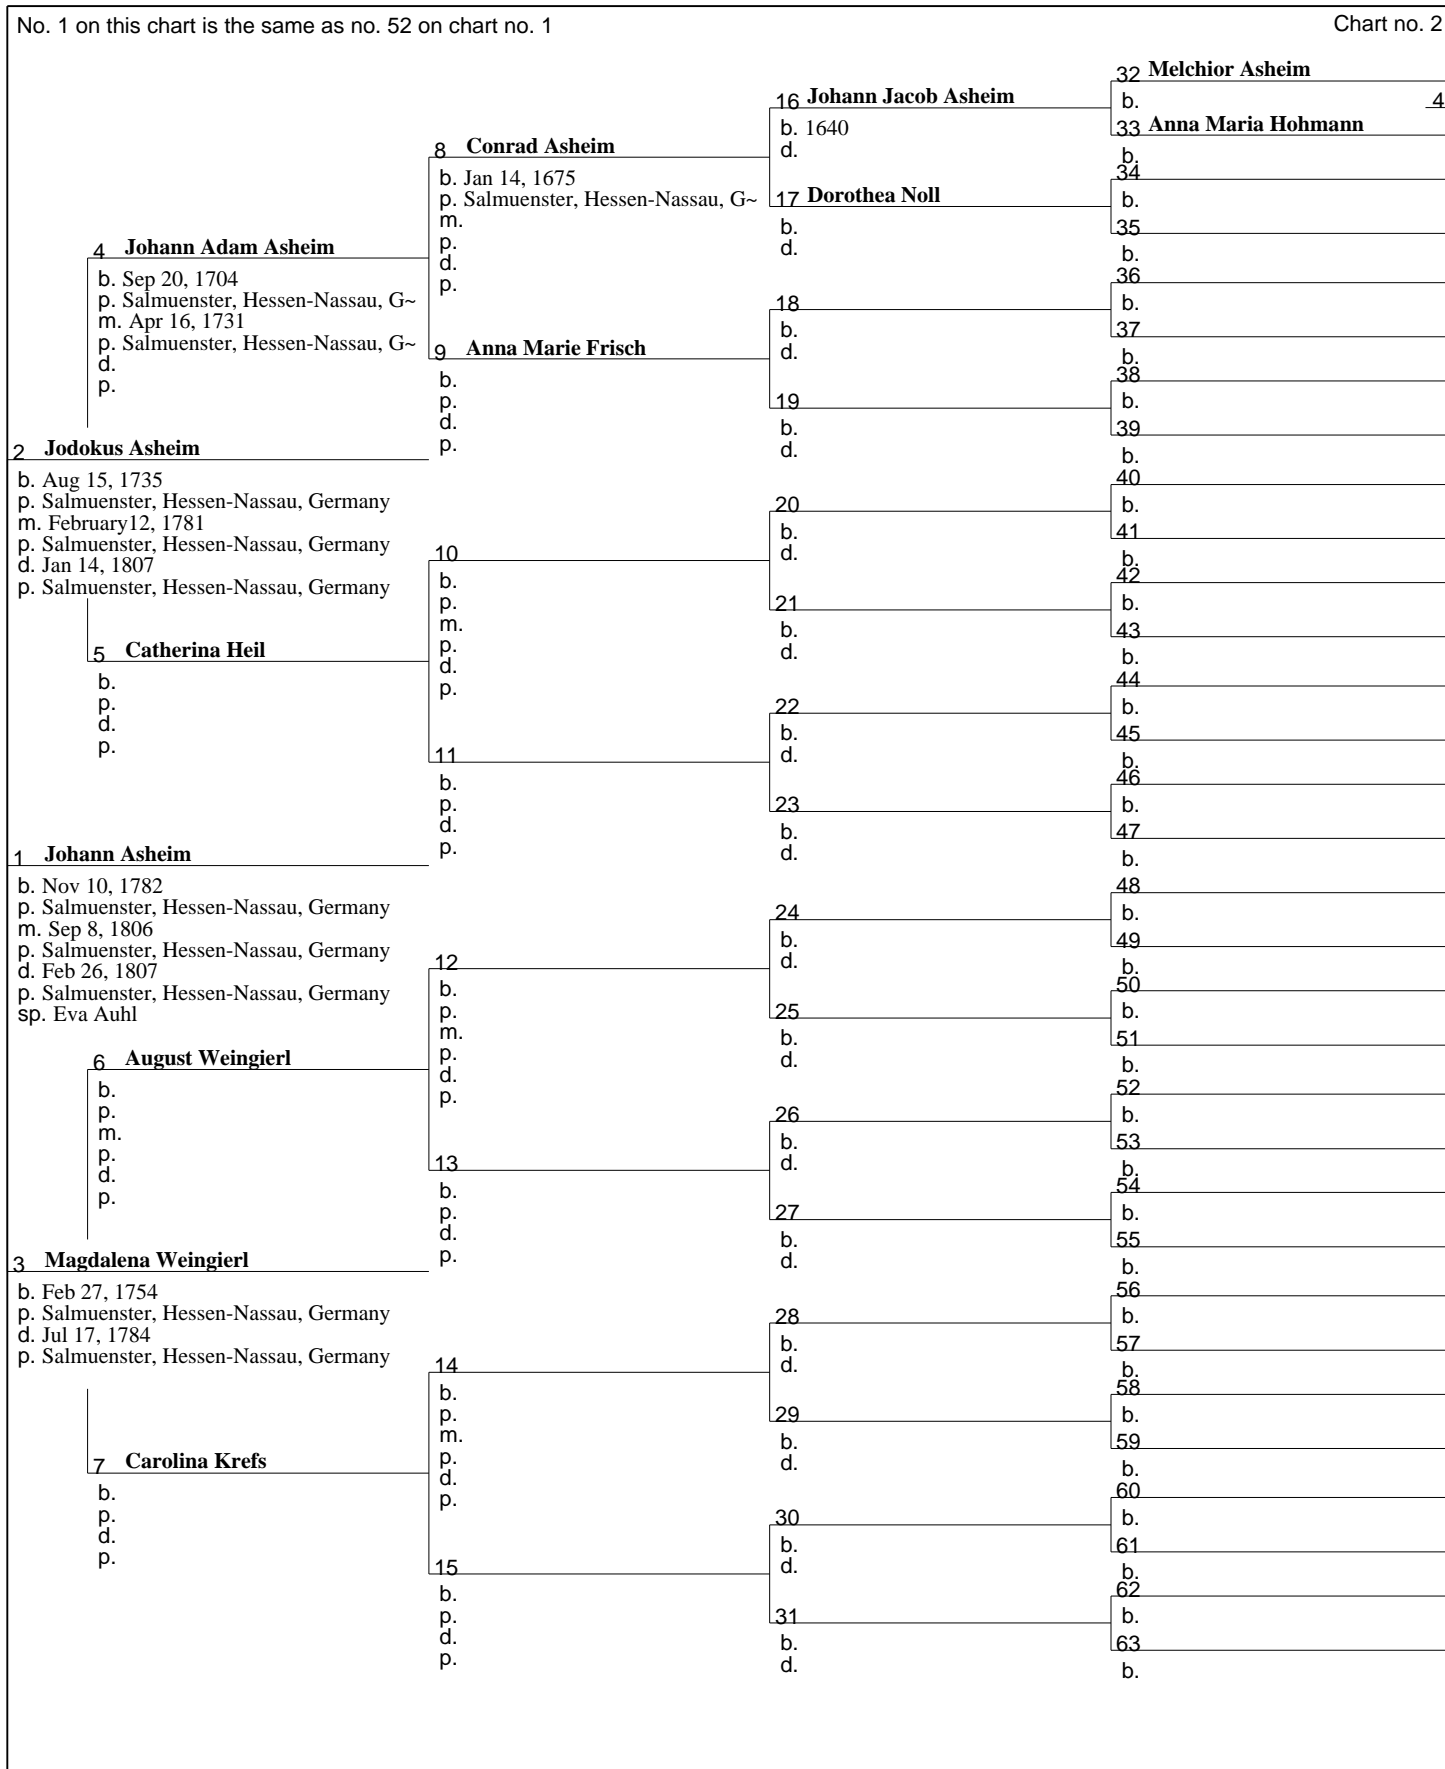 No. 1 on this chart is the same as no. 52 on chart no. 1
Chart no. 2
1 Johann Asheim
b. Nov 10, 1782
p. Salmuenster, Hessen-Nassau, Germany
m. Sep 8, 1806
p. Salmuenster, Hessen-Nassau, Germany
d. Feb 26, 1807
p. Salmuenster, Hessen-Nassau, Germany
sp. Eva Auhl
2 Jodokus Asheim
b. Aug 15, 1735
p. Salmuenster, Hessen-Nassau, Germany
m. February12, 1781
p. Salmuenster, Hessen-Nassau, Germany
d. Jan 14, 1807
p. Salmuenster, Hessen-Nassau, Germany
3 Magdalena Weingierl
b. Feb 27, 1754
p. Salmuenster, Hessen-Nassau, Germany
d. Jul 17, 1784
p. Salmuenster, Hessen-Nassau, Germany
4 Johann Adam Asheim
b. Sep 20, 1704
p. Salmuenster, Hessen-Nassau, G~
m. Apr 16, 1731
p. Salmuenster, Hessen-Nassau, G~
d.
p.
5 Catherina Heil
b.
p.
d.
p.
6 August Weingierl
b.
p.
m.
p.
d.
p.
7 Carolina Krefs
b.
p.
d.
p.
8 Conrad Asheim
b. Jan 14, 1675
p. Salmuenster, Hessen-Nassau, G~
m.
p.
d.
p.
9 Anna Marie Frisch
b.
p.
d.
p.
10
b.
p.
m.
p.
d.
p.
11
b.
p.
d.
p.
12
b.
p.
m.
p.
d.
p.
13
b.
p.
d.
p.
14
b.
p.
m.
p.
d.
p.
15
b.
p.
d.
p.
16 Johann Jacob Asheim
b. 1640
d.
17 Dorothea Noll
b.
d.
18
b.
d.
19
b.
d.
20
b.
d.
21
b.
d.
22
b.
d.
23
b.
d.
24
b.
d.
25
b.
d.
26
b.
d.
27
b.
d.
28
b.
d.
29
b.
d.
30
b.
d.
31
b.
d.
32 Melchior Asheim
b. 4
33 Anna Maria Hohmann
b.
34
b.
35
b.
36
b.
37
b.
38
b.
39
b.
40
b.
41
b.
42
b.
43
b.
44
b.
45
b.
46
b.
47
b.
48
b.
49
b.
50
b.
51
b.
52
b.
53
b.
54
b.
55
b.
56
b.
57
b.
58
b.
59
b.
60
b.
61
b.
62
b.
63
b.